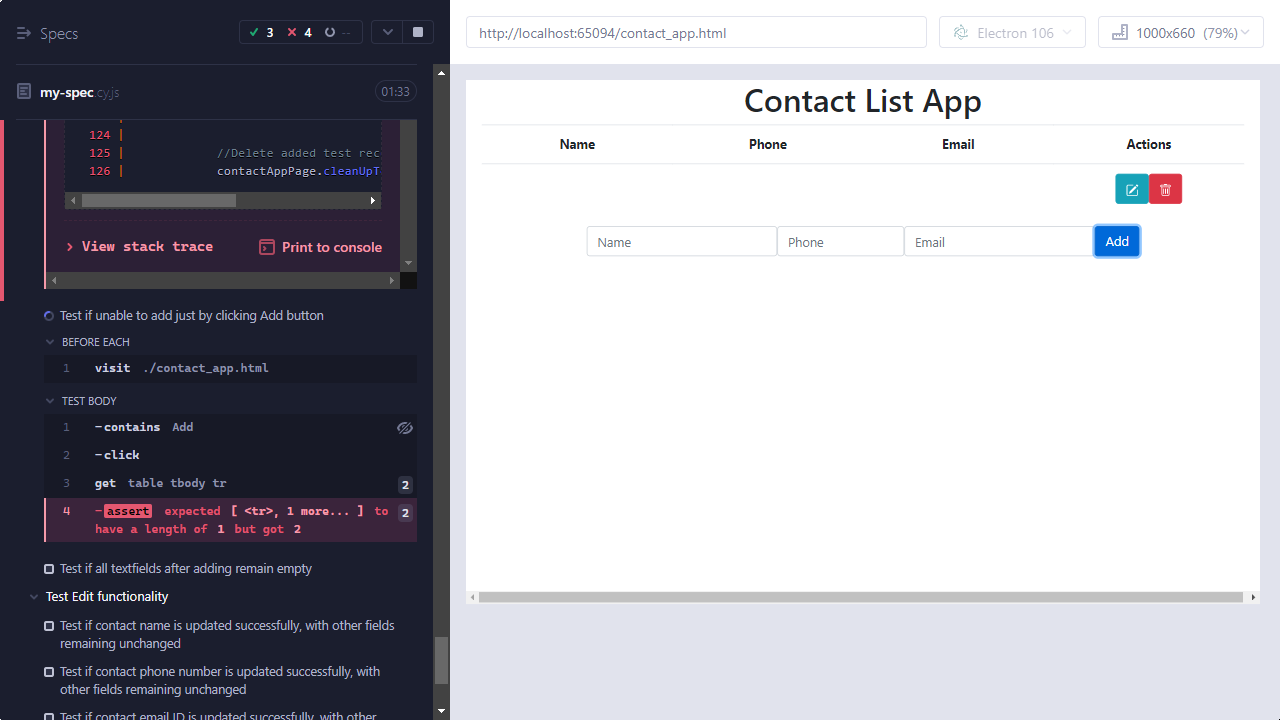 Specs
3
4
--
my-spec.cy.js
01:33
124 |
125 | //Delete added test rec
126 | contactAppPage.cleanUpT
View stack trace
Print to console
Test if unable to add just by clicking Add button
BEFORE EACH
1 visit ./contact_app.html
TEST BODY
1 -contains Add
2 -click
3 get table tbody tr 2
4 -assert expected [ <tr>, 1 more... ] to 2
have a length of 1 but got 2
Test if all textfields after adding remain empty
Test Edit functionality
Test if contact name is updated successfully, with other fields
remaining unchanged
Test if contact phone number is updated successfully, with
other fields remaining unchanged
Test if contact email ID is updated successfully, with other
http://localhost:65094/contact_app.html
Electron 106
1000x660 (79%)
Contact List App
Name Phone Email Actions
Name Phone Email Add